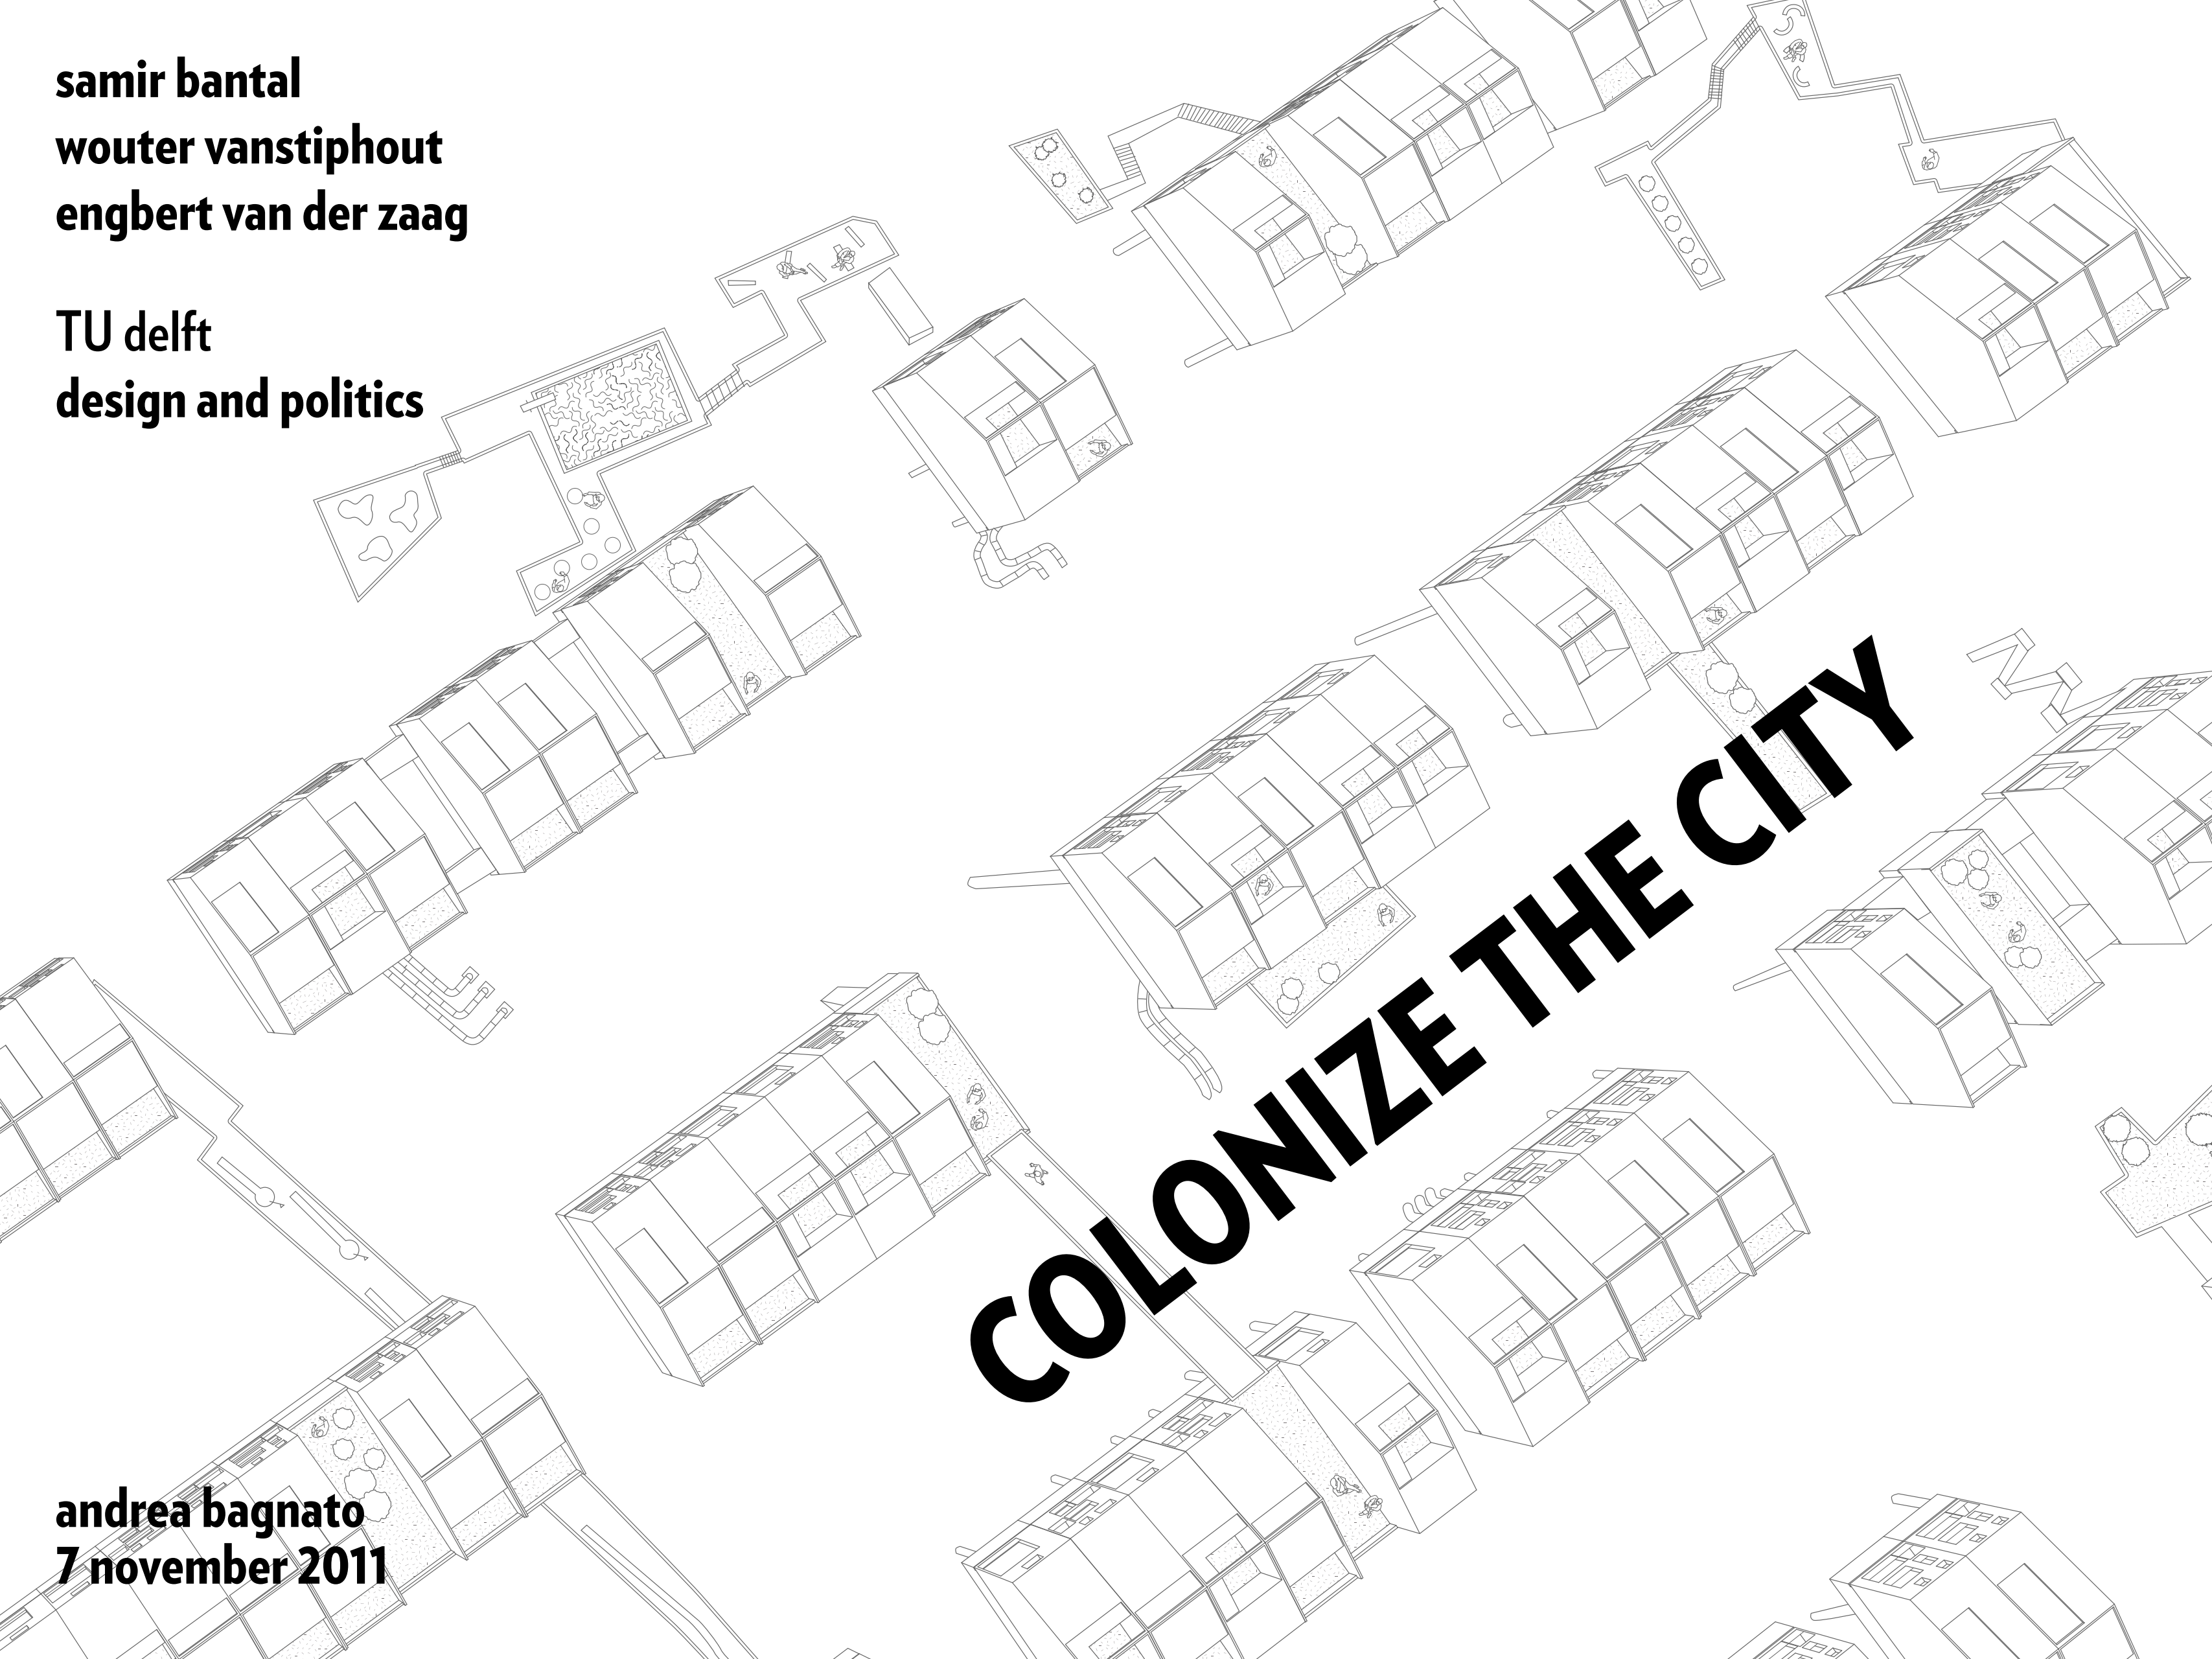 samir bantal
wouter vanstiphout
engbert van der zaag
TU delft
design and politics
COLONIZE THE CITY
andrea bagnato
7 november 2011